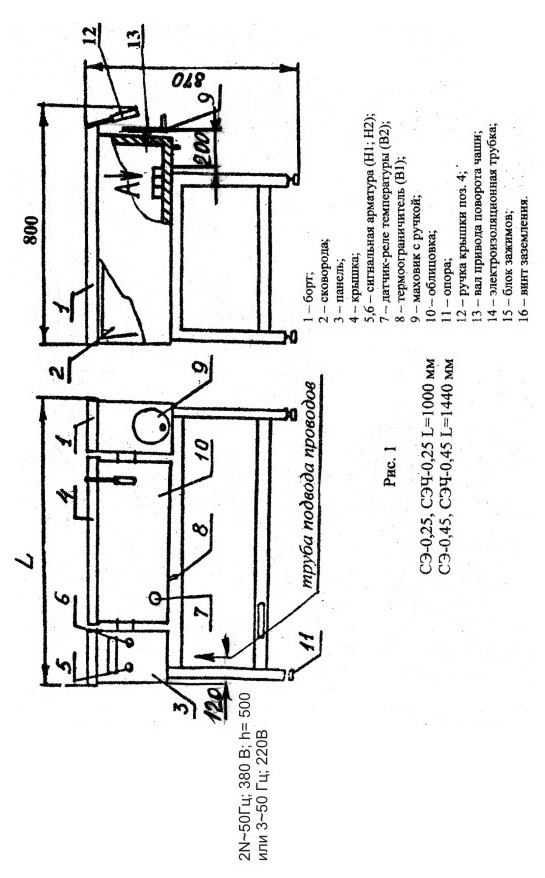 L
800
870
200
120
1
2
3
4
5
6
7
8
9
10
11
1
9
12
13
А
труба подвода проводов
2N~50Гц; 380 В; h= 500
или 3~50 Гц; 220В
1 – борт;
2 – сковорода;
3 – панель;
4 – крышка;
5,6 – сигнальная арматура (Н1; Н2);
7 – датчик-реле температуры (В2);
8 – термоограничитель (В1);
9 – маховик с ручкой;
10 – облицовка;
11 – опора;
12 – ручка крышки поз. 4;
13 – вал привода поворота чаши;
14 – электроизоляционная трубка;
15 – блок зажимов;
16 – винт заземления.
Рис. 1
СЭ-0,25, СЭЧ-0,25 L=1000 мм
СЭ-0,45, СЭЧ-0,45 L=1440 мм